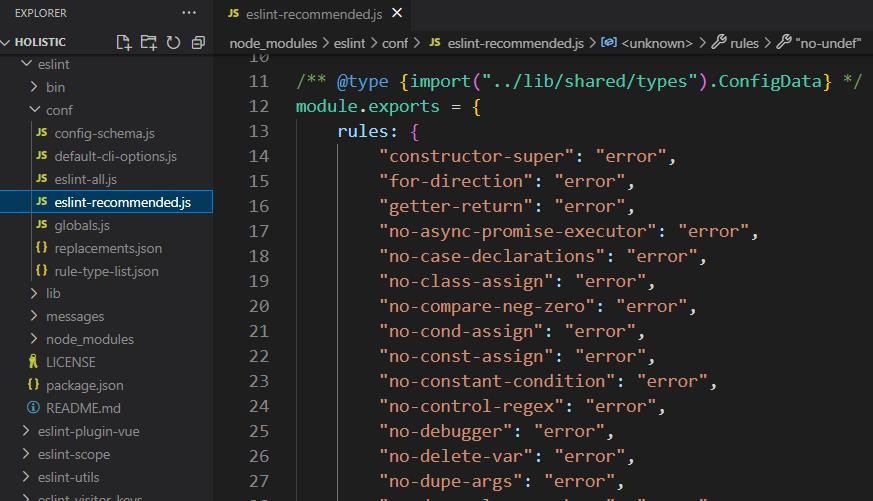 EXPLORER
···
HOLISTIC
eslint
bin
conf
JS config-schema.js
JS default-cli-options.js
JS eslint-all.js
JS eslint-recommended.js
JS globals.js
{} replacements.json
{} rule-type-list.json
lib
messages
node_modules
LICENSE
{} package.json
README.md
eslint-plugin-vue
eslint-scope
eslint-utils
eslint-visitor-keys
JS eslint-recommended.js ×
node_modules > eslint > conf > JS eslint-recommended.js > <unknown> > rules > "no-undef"
10
11 /** @type {import("../lib/shared/types").ConfigData} */
12 module.exports = {
13 rules: {
14 "constructor-super": "error",
15 "for-direction": "error",
16 "getter-return": "error",
17 "no-async-promise-executor": "error",
18 "no-case-declarations": "error",
19 "no-class-assign": "error",
20 "no-compare-neg-zero": "error",
21 "no-cond-assign": "error",
22 "no-const-assign": "error",
23 "no-constant-condition": "error",
24 "no-control-regex": "error",
25 "no-debugger": "error",
26 "no-delete-var": "error",
27 "no-dupe-args": "error",